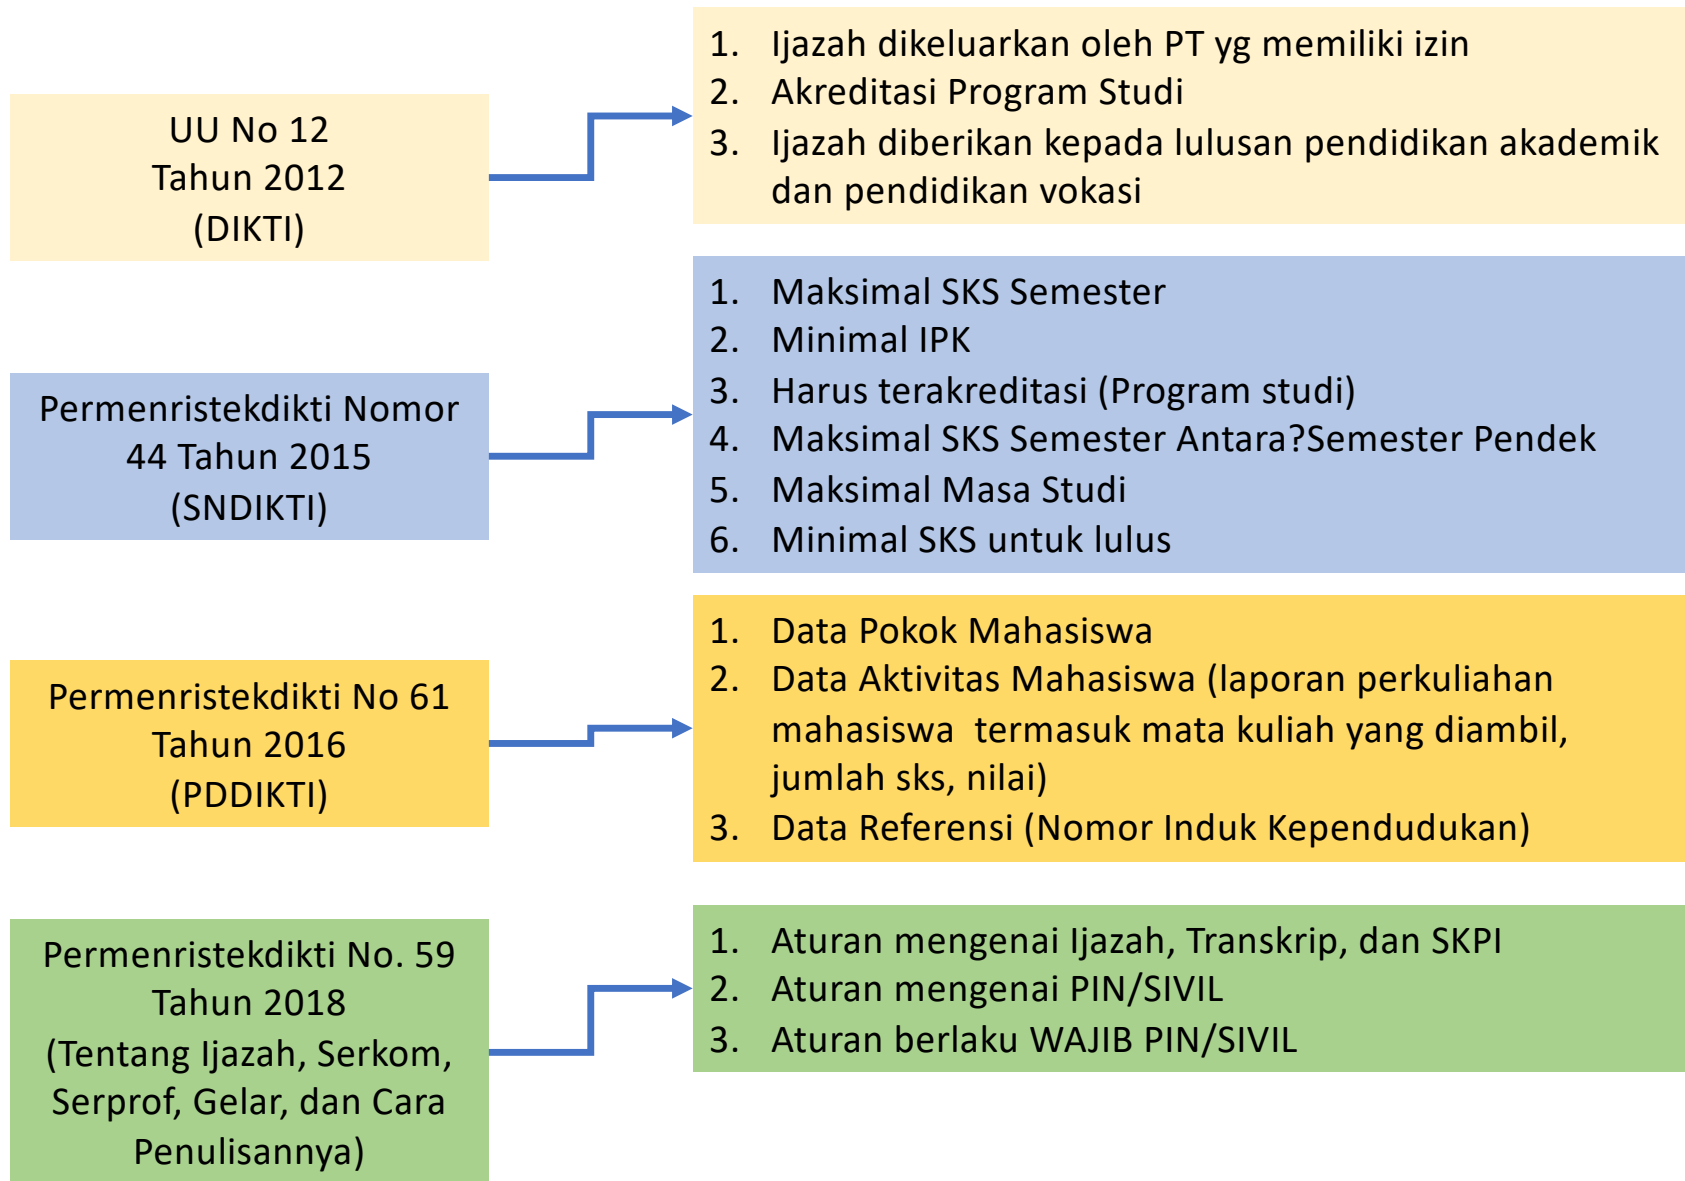 UU No 12
Tahun 2012
(DIKTI)
1. Ijazah dikeluarkan oleh PT yg memiliki izin
2. Akreditasi Program Studi
3. Ijazah diberikan kepada lulusan pendidikan akademik
dan pendidikan vokasi
Permenristekdikti Nomor
44 Tahun 2015
(SNDIKTI)
1. Maksimal SKS Semester
2. Minimal IPK
3. Harus terakreditasi (Program studi)
4. Maksimal SKS Semester Antara?Semester Pendek
5. Maksimal Masa Studi
6. Minimal SKS untuk lulus
Permenristekdikti No 61
Tahun 2016
(PDDIKTI)
1. Data Pokok Mahasiswa
2. Data Aktivitas Mahasiswa (laporan perkuliahan
mahasiswa  termasuk mata kuliah yang diambil,
jumlah sks, nilai)
3. Data Referensi (Nomor Induk Kependudukan)
Permenristekdikti No. 59
Tahun 2018
(Tentang Ijazah, Serkom,
Serprof, Gelar, dan Cara
Penulisannya)
1. Aturan mengenai Ijazah, Transkrip, dan SKPI
2. Aturan mengenai PIN/SIVIL
3. Aturan berlaku WAJIB PIN/SIVIL